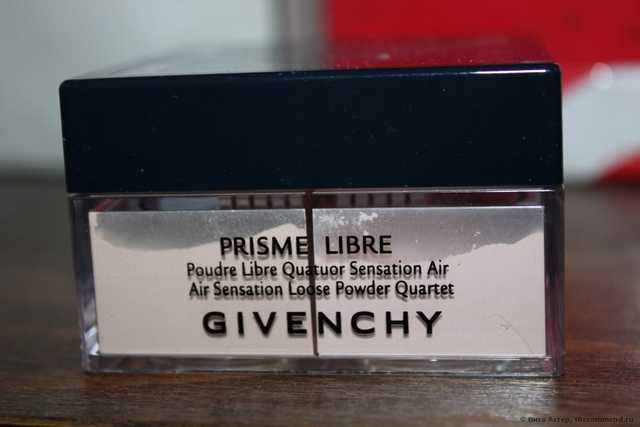 PRISME LIBRE
Poudre Libre Quatuor Sensation Air
Air Sensation Loose Powder Quartet
GIVENCHY